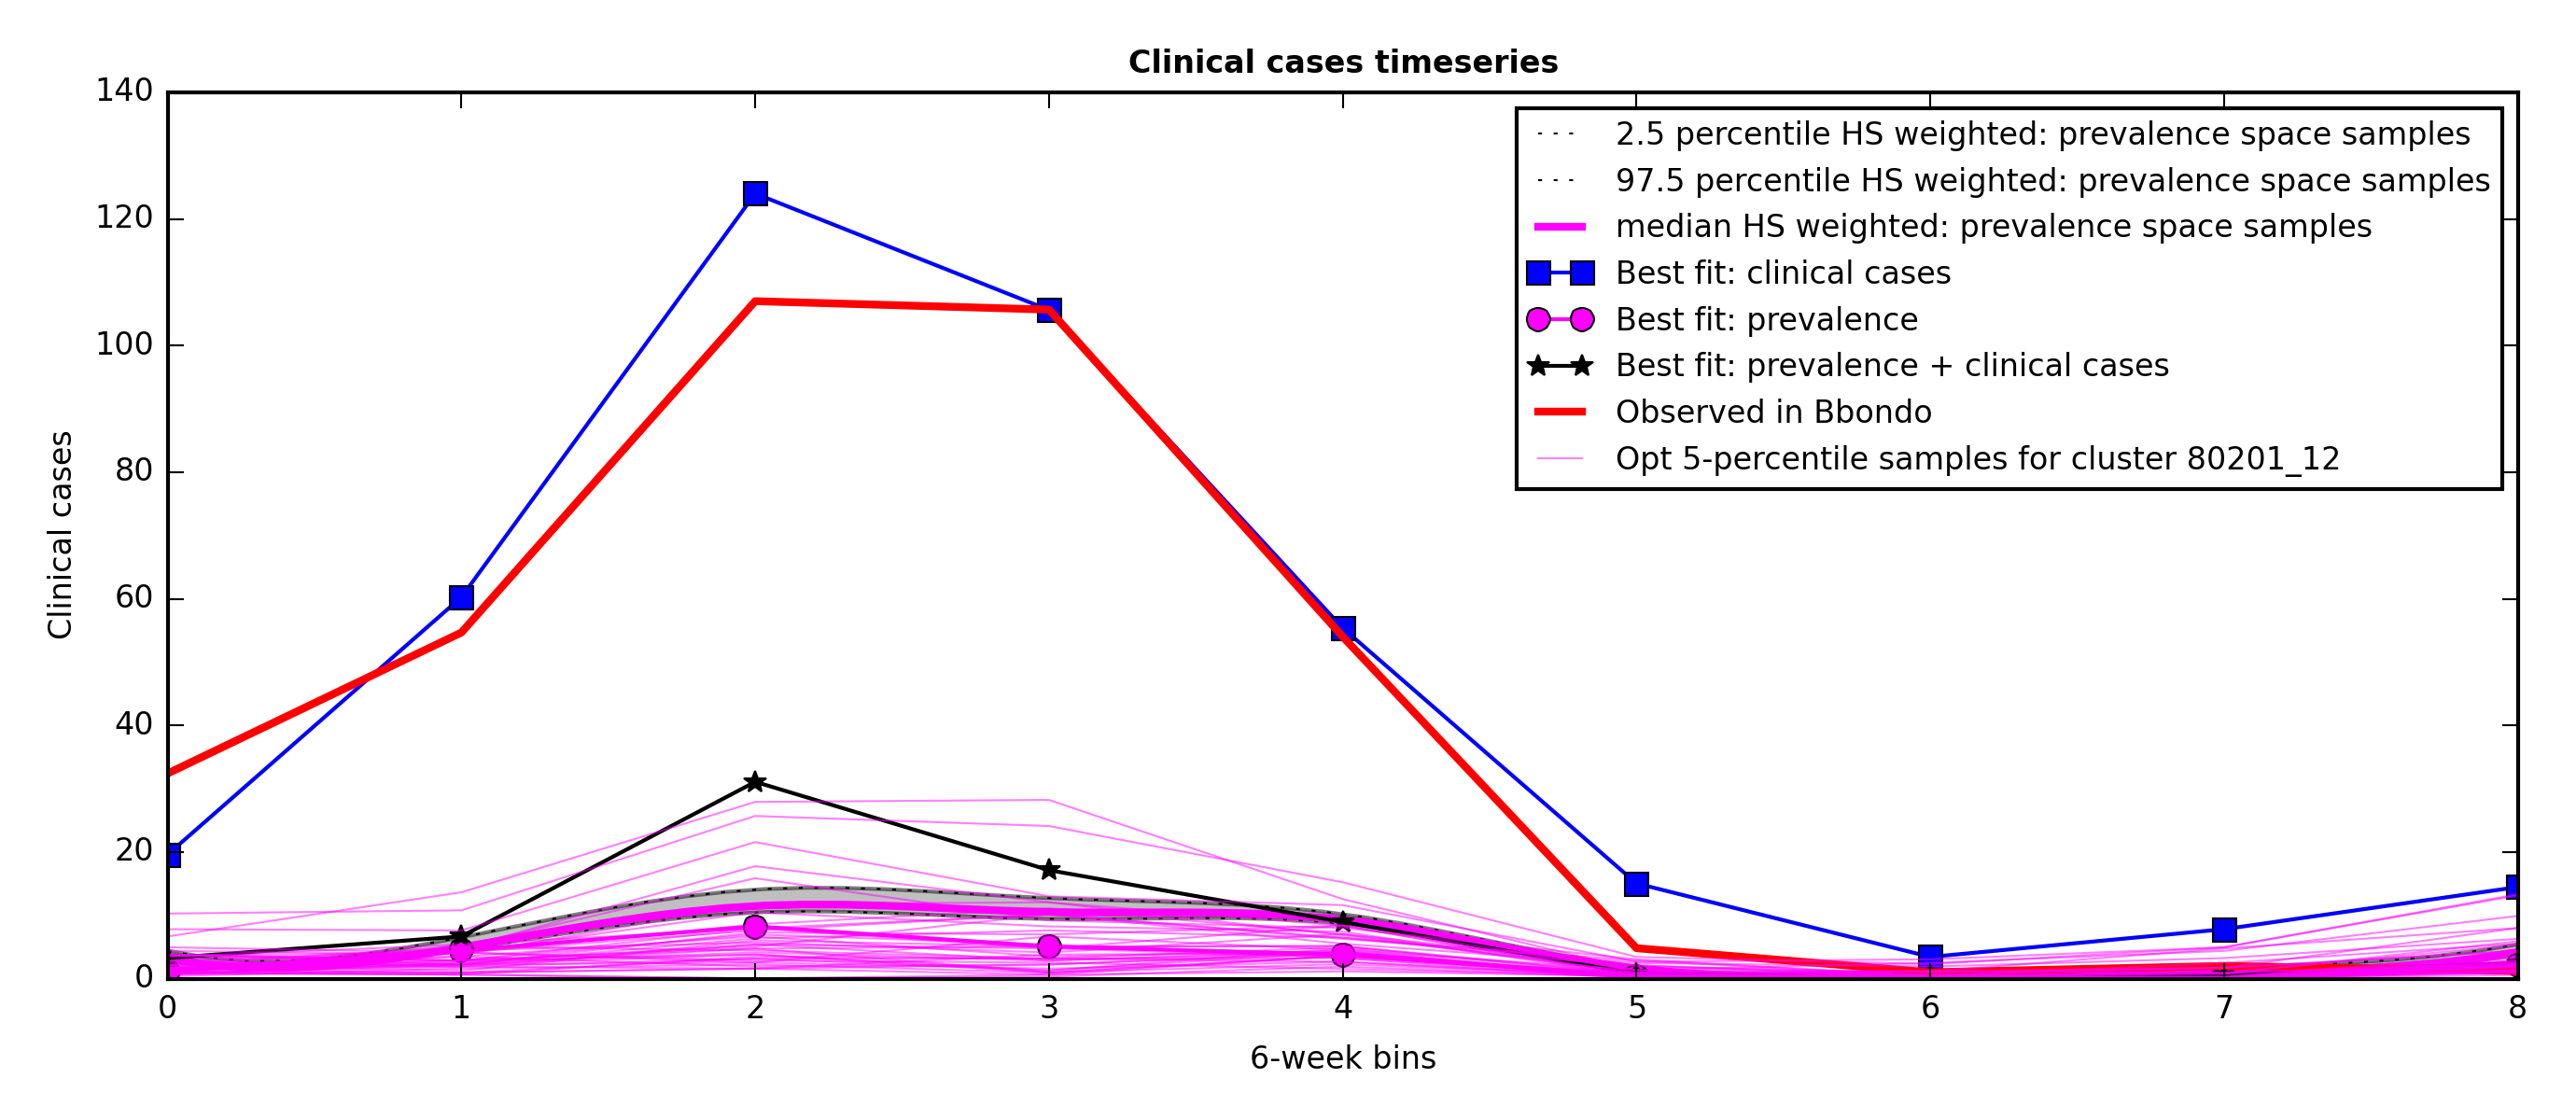 Clinical cases timeseries
140
120
100
80
60
40
20
0
Clinical cases
2.5 percentile HS weighted: prevalence space samples
97.5 percentile HS weighted: prevalence space samples
median HS weighted: prevalence space samples
Best fit: clinical cases
Best fit: prevalence
Best fit: prevalence + clinical cases
Observed in Bbondo
Opt 5-percentile samples for cluster 80201_12
0 1 2 3 4 5 6 7 8
6-week bins